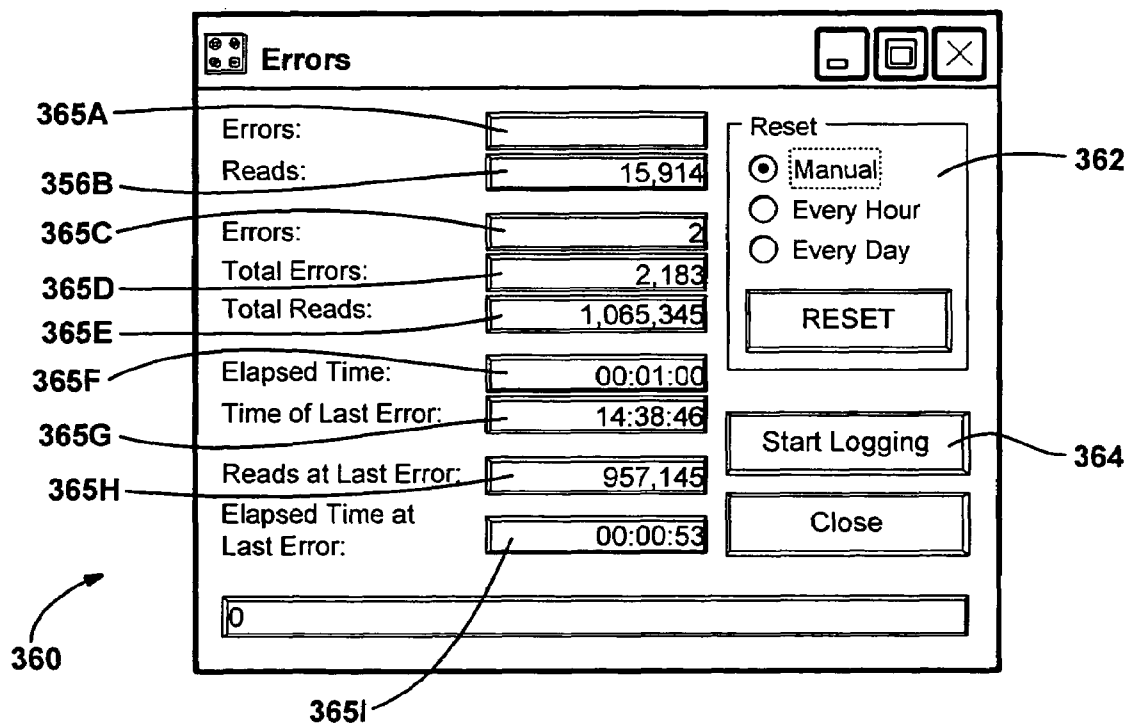 Errors
365A
Errors:
356B
Reads: 15,914
365C
Errors: 2
365D
Total Errors: 2,183
365E
Total Reads: 1,065,345
365F
Elapsed Time: 00:01:00
365G
Time of Last Error: 14:38:46
365H
Reads at Last Error: 957,145
Elapsed Time at
Last Error: 00:00:53
365I
0
360
Reset
362
Manual
Every Hour
Every Day
RESET
Start Logging
364
Close